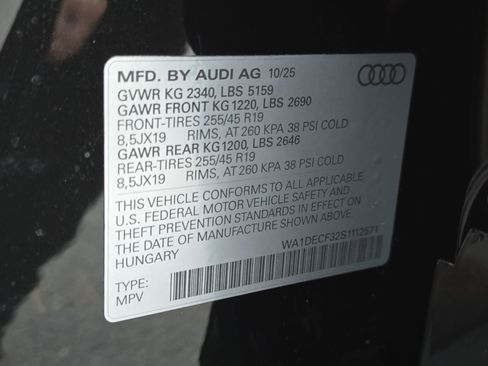 MFD. BY AUDI AG 10/25
GVWR KG 2340, LBS 5159
GAWR FRONT KG 1220, LBS 2690
FRONT-TIRES 255/45 R19
8,5JX19 RIMS, AT 260 KPA 38 PSI COLD
GAWR REAR KG1200, LBS 2646
REAR-TIRES 255/45 R19
8,5JX19 RIMS, AT 260 KPA 38 PSI COLD
THIS VEHICLE CONFORMS TO ALL APPLICABLE
U.S. FEDERAL MOTOR VEHICLE SAFETY AND
THEFT PREVENTION STANDARDS IN EFFECT ON
THE DATE OF MANUFACTURE SHOWN ABOVE.
HUNGARY
WA1DECF32S1112571
TYPE:
MPV